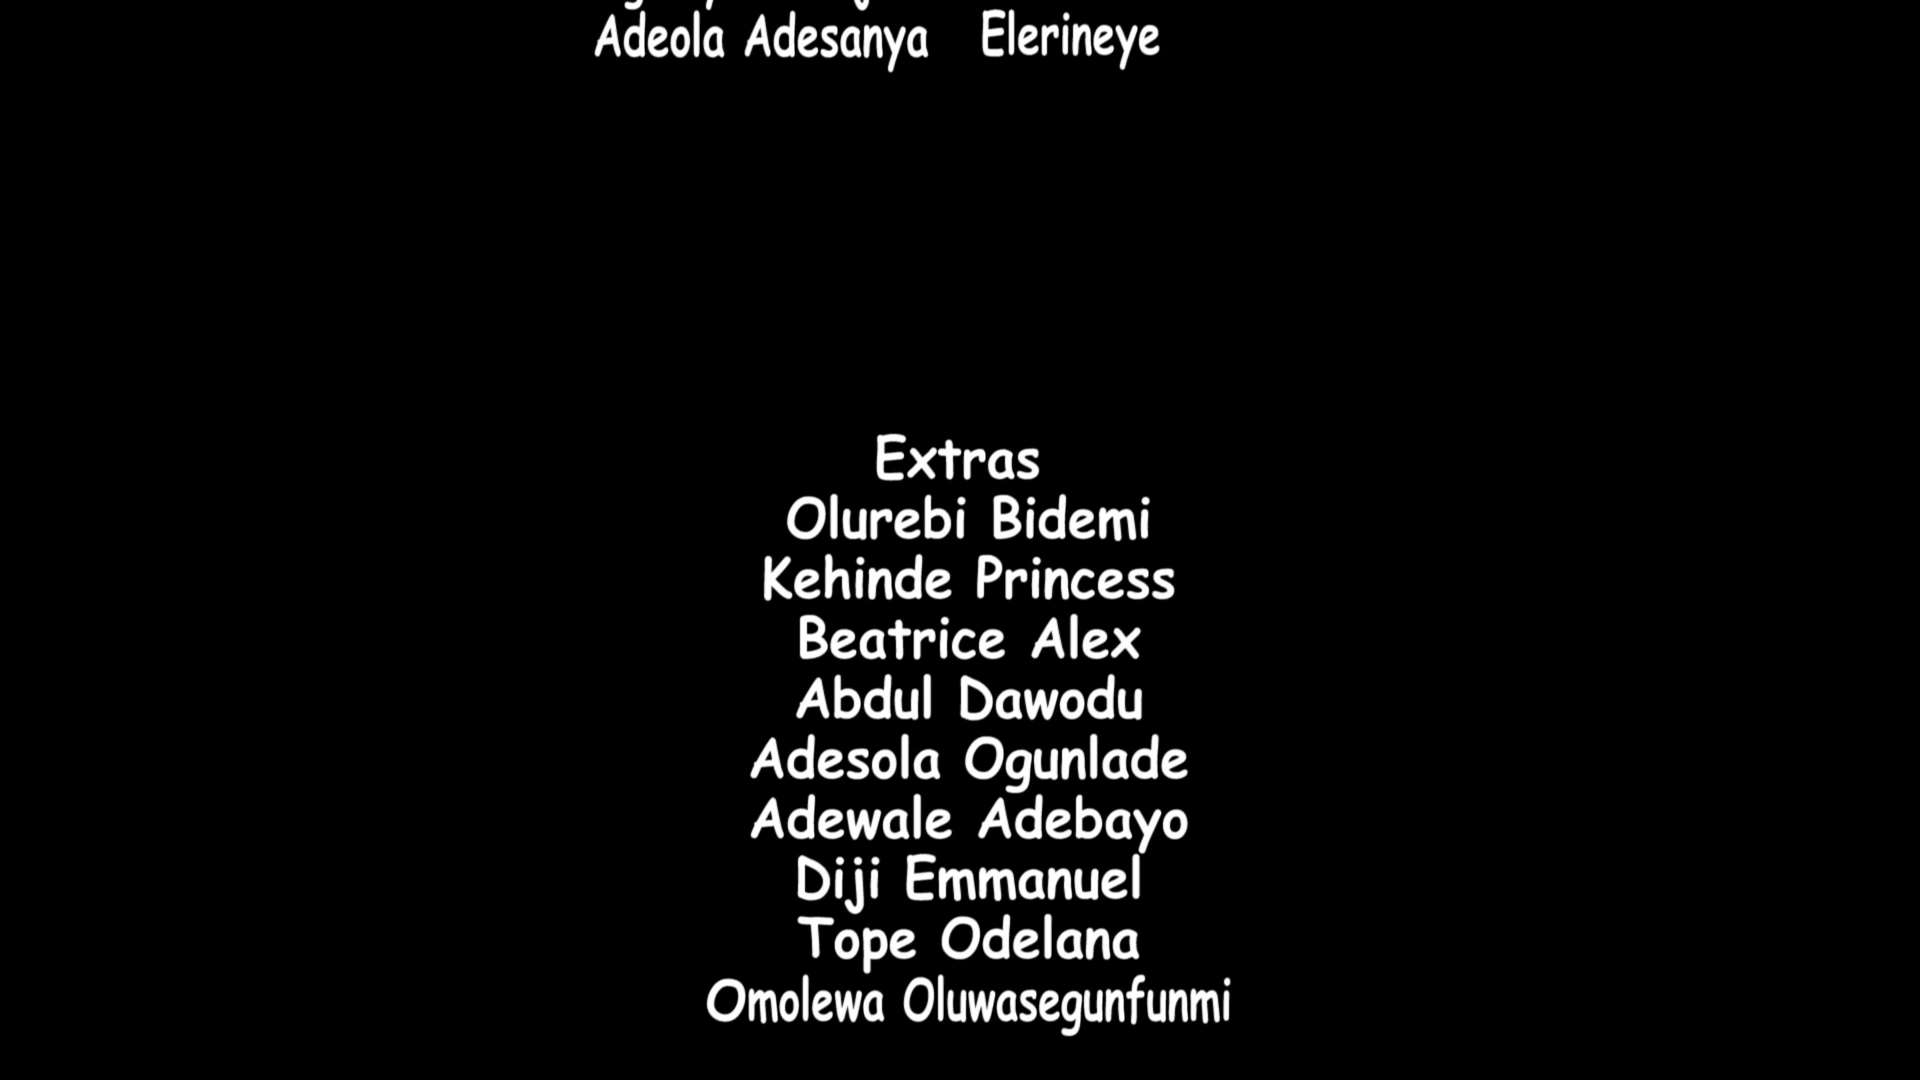 Adeola Adesanya Elerineye
Extras
Olurebi Bidemi
Kehinde Princess
Beatrice Alex
Abdul Dawodu
Adesola Ogunlade
Adewale Adebayo
Diji Emmanuel
Tope Odelana
Omolewa Oluwasegunfunmi